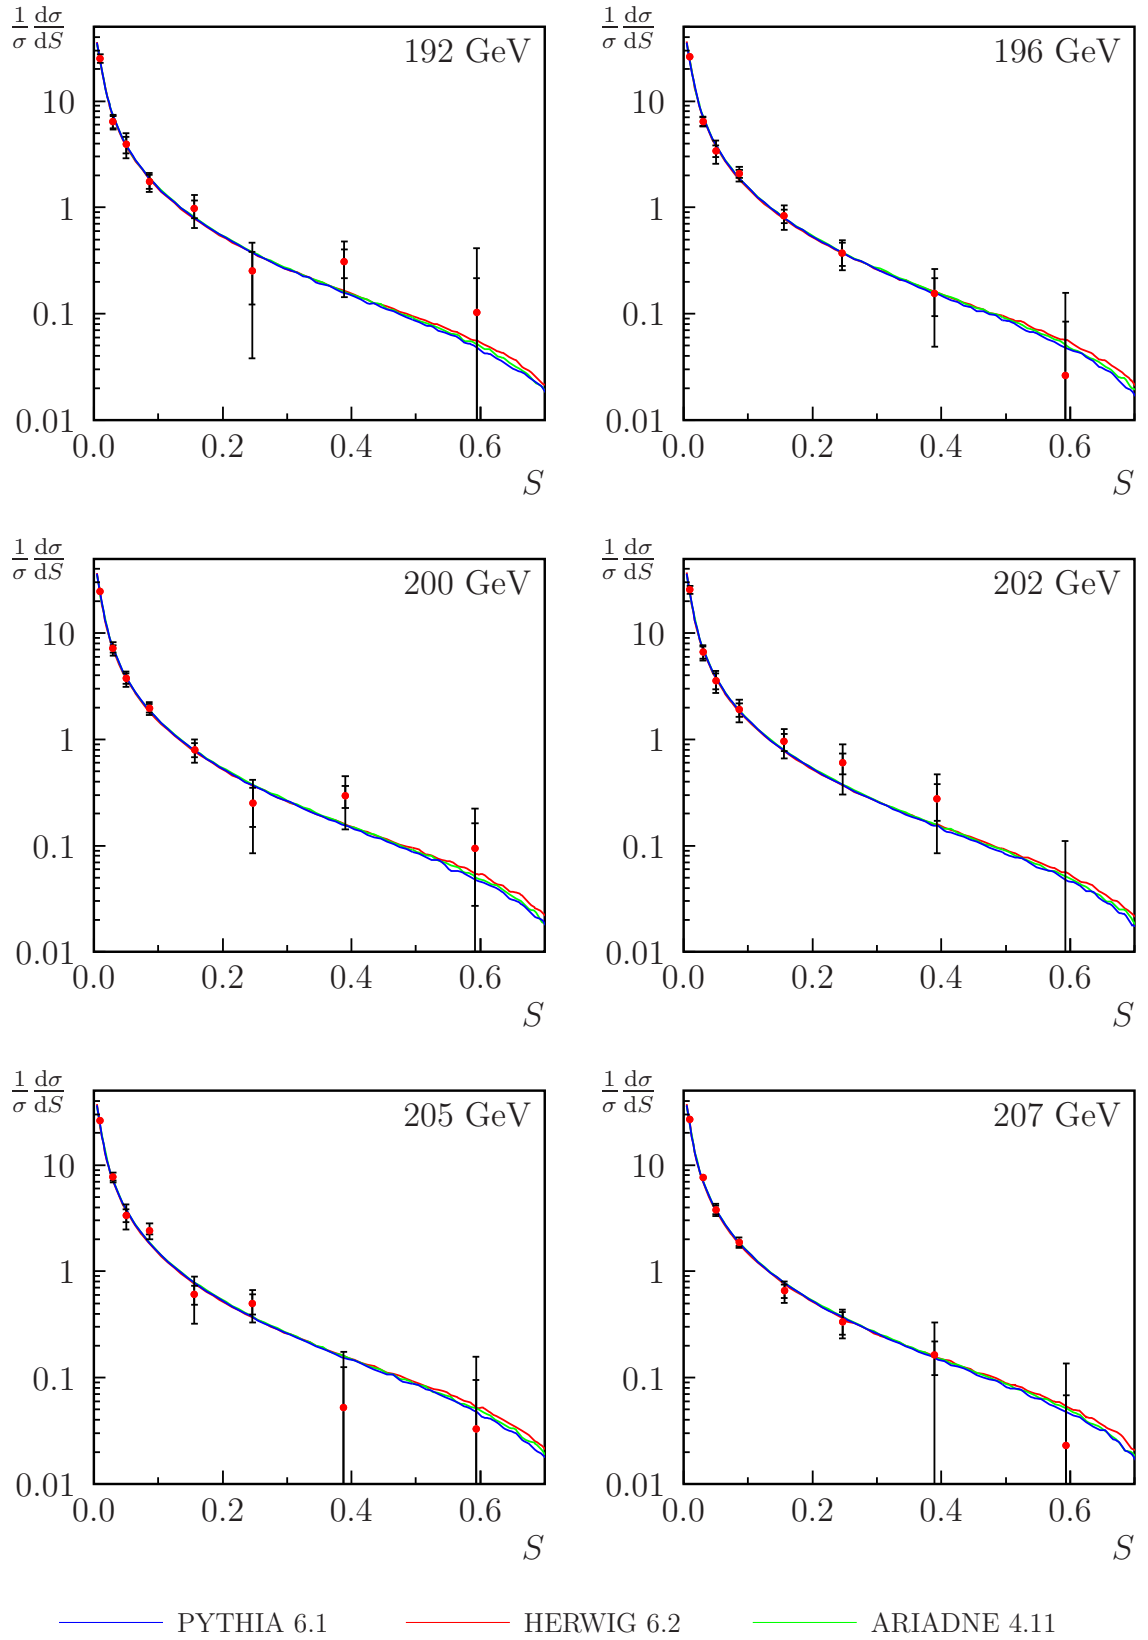 1/σ dσ/dS 192 GeV
10
1
0.1
0.01
0.0 0.2 0.4 0.6
S
1/σ dσ/dS 196 GeV
10
1
0.1
0.01
0.0 0.2 0.4 0.6
S
1/σ dσ/dS 200 GeV
10
1
0.1
0.01
0.0 0.2 0.4 0.6
S
1/σ dσ/dS 202 GeV
10
1
0.1
0.01
0.0 0.2 0.4 0.6
S
1/σ dσ/dS 205 GeV
10
1
0.1
0.01
0.0 0.2 0.4 0.6
S
1/σ dσ/dS 207 GeV
10
1
0.1
0.01
0.0 0.2 0.4 0.6
S
PYTHIA 6.1 HERWIG 6.2 ARIADNE 4.11